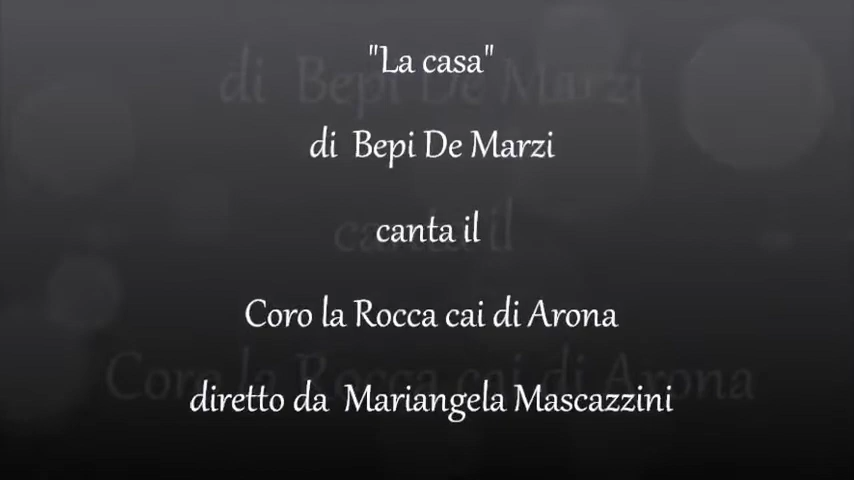 "La casa"
di Bepi De Marzi
canta il
Coro la Rocca cai di Arona
diretto da Mariangela Mascazzini